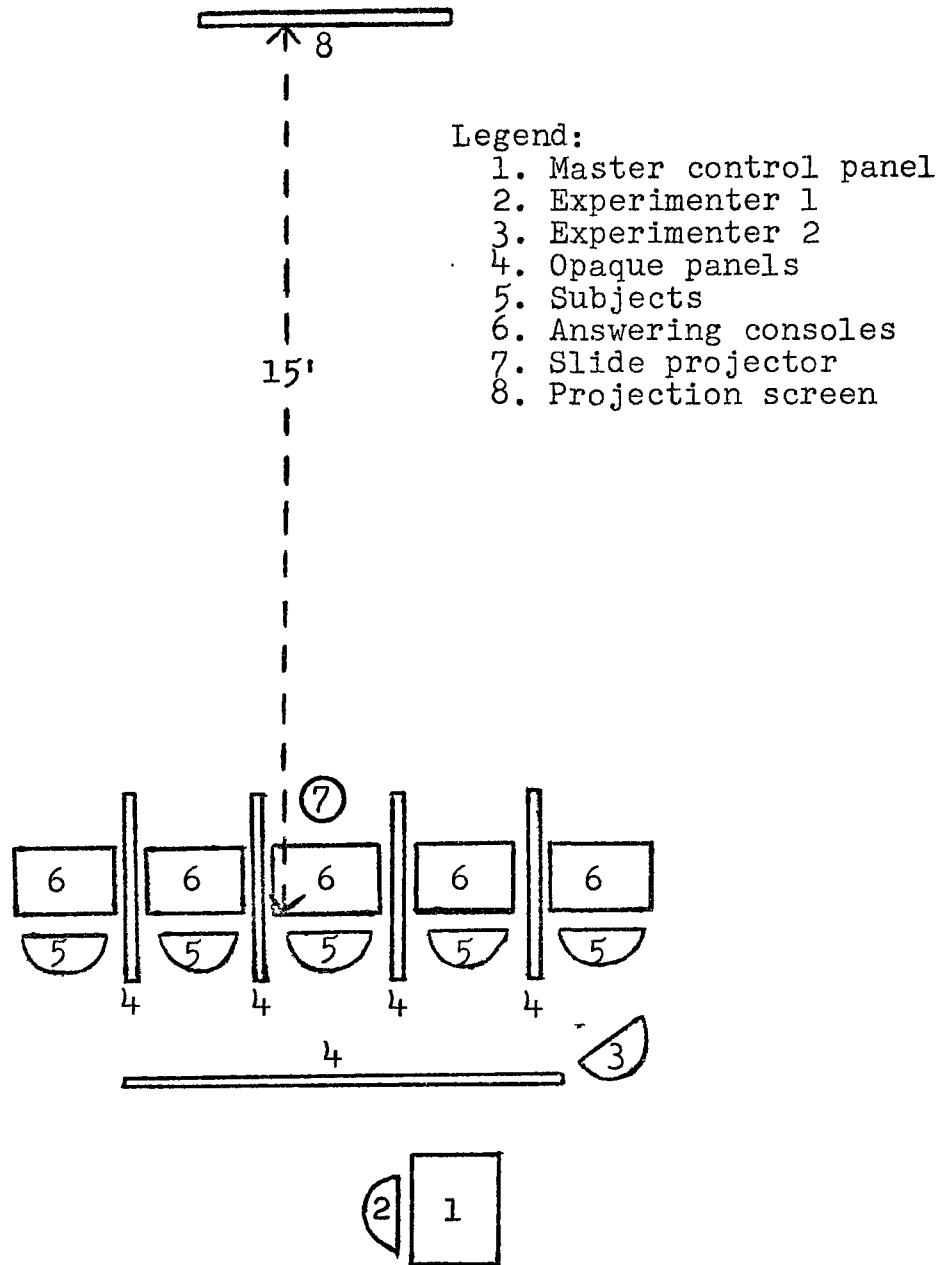 8
Legend:
1. Master control panel
2. Experimenter 1
3. Experimenter 2
4. Opaque panels
5. Subjects
6. Answering consoles
7. Slide projector
8. Projection screen
15'
7
6 6 6 6 6
5 5 5 5 5
4 4 4 4
4
3
2 1